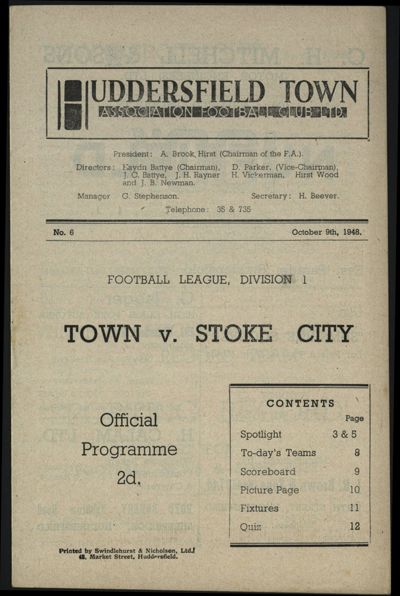 HUDDERSFIELD TOWN
ASSOCIATION FOOTBALL CLUB LTD.
President: A. Brook Hirst (Chairman of the F.A.).
Directors: Haydn Battye (Chairman), D. Parker, (Vice-Chairman),
J. C. Battye, J. H. Rayner H. Vickerman, Hirst Wood
and J. B. Newman.
Manager G. Stephenson. Secretary: H. Beever.
Telephone: 35 & 735
No. 6 October 9th, 1948.
FOOTBALL LEAGUE, DIVISION 1
TOWN v. STOKE CITY
Official
Programme
2d.
CONTENTS
Page
Spotlight 3 & 5
To-day's Teams 8
Scoreboard 9
Picture Page 10
Fixtures 11
Quiz 12
Printed by Swindlehurst & Nicholson, Ltd.
48, Market Street, Huddersfield.